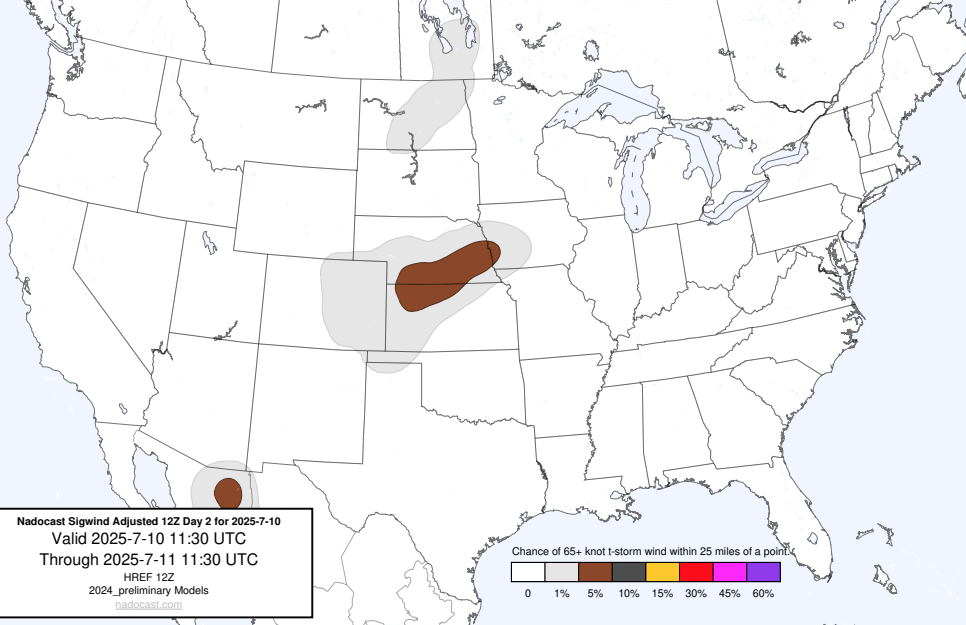 Nadocast Sigwind Adjusted 12Z Day 2 for 2025-7-10
Valid 2025-7-10 11:30 UTC
Through 2025-7-11 11:30 UTC
HREF 12Z
2024_preliminary Models
nadocast.com
Chance of 65+ knot t-storm wind within 25 miles of a point.
0 1% 5% 10% 15% 30% 45% 60%